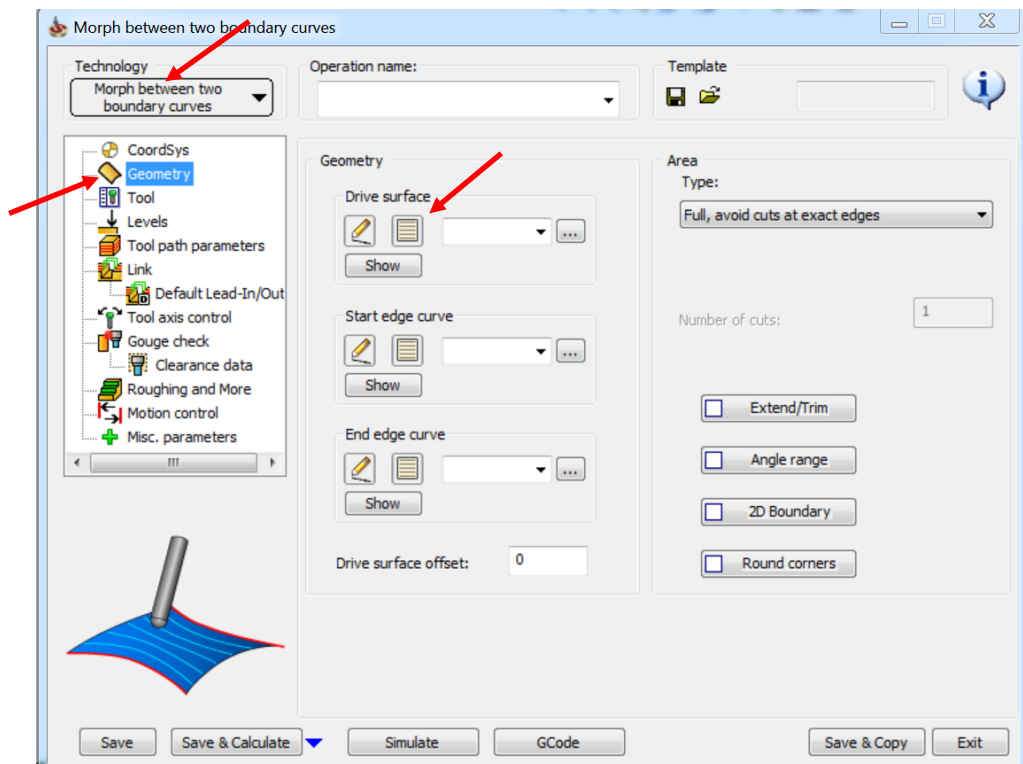 Morph between two boundary curves
Technology
Morph between two
boundary curves
Operation name:
Template
CoordSys
Geometry
Tool
Levels
Tool path parameters
Link
Default Lead-In/Out
Tool axis control
Gouge check
Clearance data
Roughing and More
Motion control
Misc. parameters
Geometry
Drive surface
...
Show
Start edge curve
...
Show
End edge curve
...
Show
Drive surface offset:
0
Area
Type:
Full, avoid cuts at exact edges
Number of cuts:
1
Extend/Trim
Angle range
2D Boundary
Round corners
Save
Save & Calculate
Simulate
GCode
Save & Copy
Exit